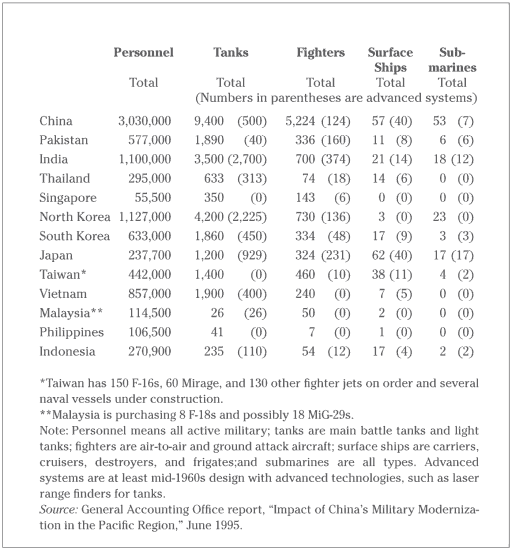 Personnel Tanks Fighters Surface Ships Sub-marines
Total Total Total Total Total
(Numbers in parentheses are advanced systems)
China 3,030,000 9,400 (500) 5,224 (124) 57 (40) 53 (7)
Pakistan 577,000 1,890 (40) 336 (160) 11 (8) 6 (6)
India 1,100,000 3,500 (2,700) 700 (374) 21 (14) 18 (12)
Thailand 295,000 633 (313) 74 (18) 14 (6) 0 (0)
Singapore 55,500 350 (0) 143 (6) 0 (0) 0 (0)
North Korea 1,127,000 4,200 (2,225) 730 (136) 3 (0) 23 (0)
South Korea 633,000 1,860 (450) 334 (48) 17 (9) 3 (3)
Japan 237,700 1,200 (929) 324 (231) 62 (40) 17 (17)
Taiwan* 442,000 1,400 (0) 460 (10) 38 (11) 4 (2)
Vietnam 857,000 1,900 (400) 240 (0) 7 (5) 0 (0)
Malaysia** 114,500 26 (26) 50 (0) 2 (0) 0 (0)
Philippines 106,500 41 (0) 7 (0) 1 (0) 0 (0)
Indonesia 270,900 235 (110) 54 (12) 17 (4) 2 (2)
*Taiwan has 150 F-16s, 60 Mirage, and 130 other fighter jets on order and several
naval vessels under construction.
**Malaysia is purchasing 8 F-18s and possibly 18 MiG-29s.
Note: Personnel means all active military; tanks are main battle tanks and light
tanks; fighters are air-to-air and ground attack aircraft; surface ships are carriers,
cruisers, destroyers, and frigates;and submarines are all types. Advanced
systems are at least mid-1960s design with advanced technologies, such as laser
range finders for tanks.
Source: General Accounting Office report, “Impact of China’s Military Moderniza-
tion in the Pacific Region,” June 1995.